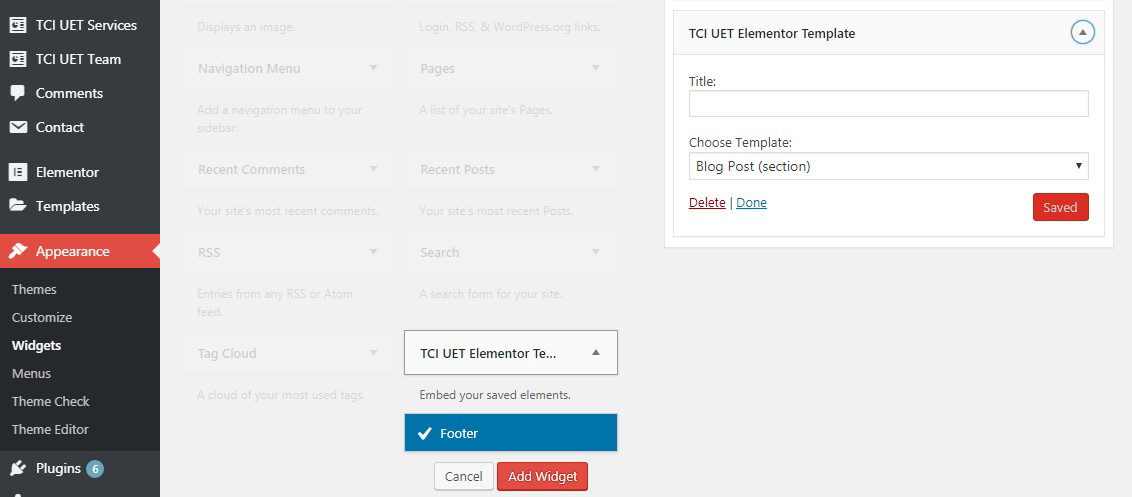 TCI UET Services
TCI UET Team
Comments
Contact
Elementor
Templates
Appearance
Themes
Customize
Widgets
Menus
Theme Check
Theme Editor
Plugins 6
Displays an image.
Login, RSS, & WordPress.org links.
Navigation Menu
Pages
Add a navigation menu to your
sidebar.
A list of your site's Pages.
Recent Comments
Recent Posts
Your site's most recent comments.
Your site's most recent Posts.
RSS
Search
Entries from any RSS or Atom
feed.
A search form for your site.
Tag Cloud
TCI UET Elementor Te...
A cloud of your most used tags.
Embed your saved elements.
Footer
Cancel
Add Widget
TCI UET Elementor Template
Title:
Choose Template:
Blog Post (section)
Delete | Done
Saved